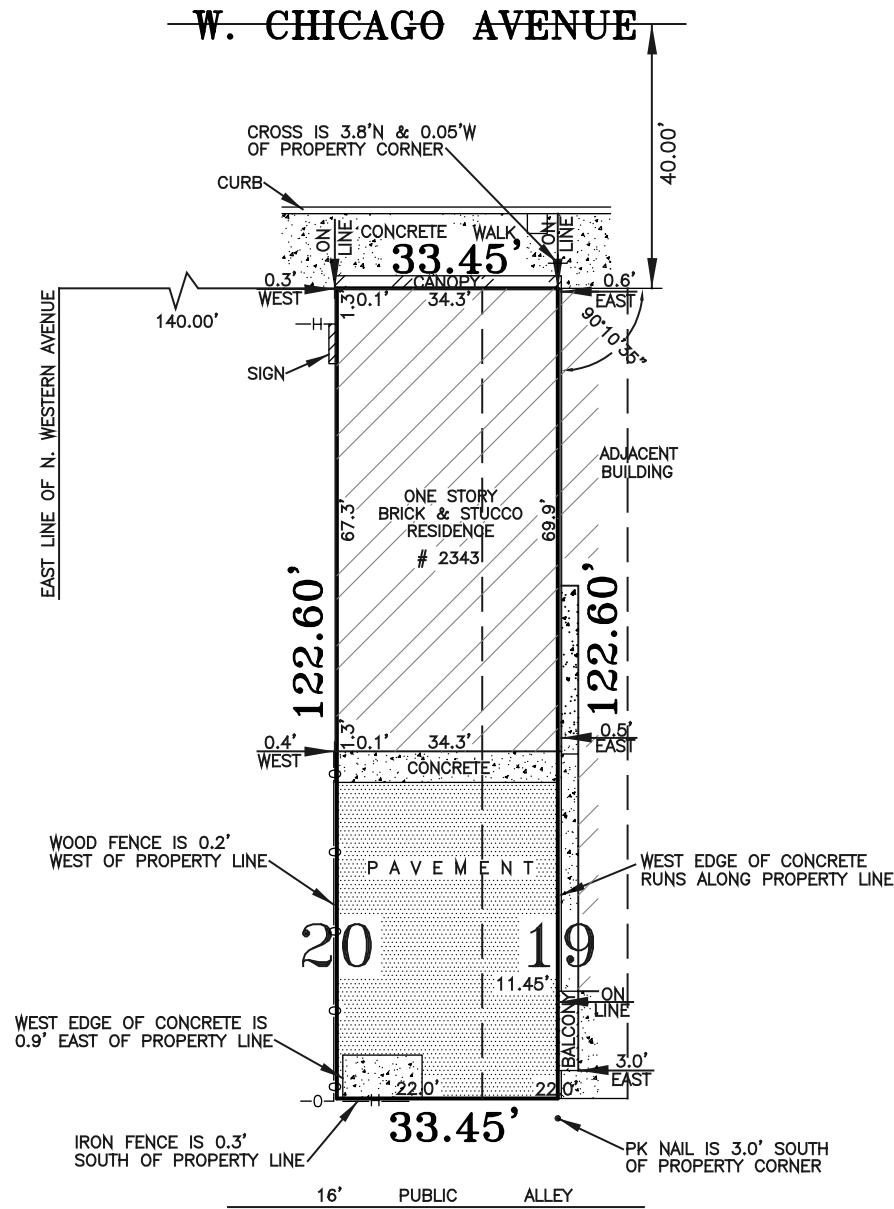 W. CHICAGO AVENUE
40.00'
CROSS IS 3.8'N & 0.05'W
OF PROPERTY CORNER
CURB
ON
LINE
CONCRETE WALK
ON
LINE
33.45'
CANOPY
0.3'
WEST
1.3'
0.1'
34.3'
0.6'
EAST
140.00'
90°10'35"
SIGN
EAST LINE OF N. WESTERN AVENUE
ADJACENT
BUILDING
67.3'
ONE STORY
BRICK & STUCCO
RESIDENCE
# 2343
69.9'
122.60'
122.60'
0.4'
WEST
1.3'
0.1'
34.3'
0.5'
EAST
CONCRETE
WOOD FENCE IS 0.2'
WEST OF PROPERTY LINE
PAVEMENT
WEST EDGE OF CONCRETE
RUNS ALONG PROPERTY LINE
20
19
11.45'
ON
LINE
BALCONY
WEST EDGE OF CONCRETE IS
0.9' EAST OF PROPERTY LINE
3.0'
EAST
22.0'
22.0'
33.45'
IRON FENCE IS 0.3'
SOUTH OF PROPERTY LINE
PK NAIL IS 3.0' SOUTH
OF PROPERTY CORNER
16' PUBLIC ALLEY